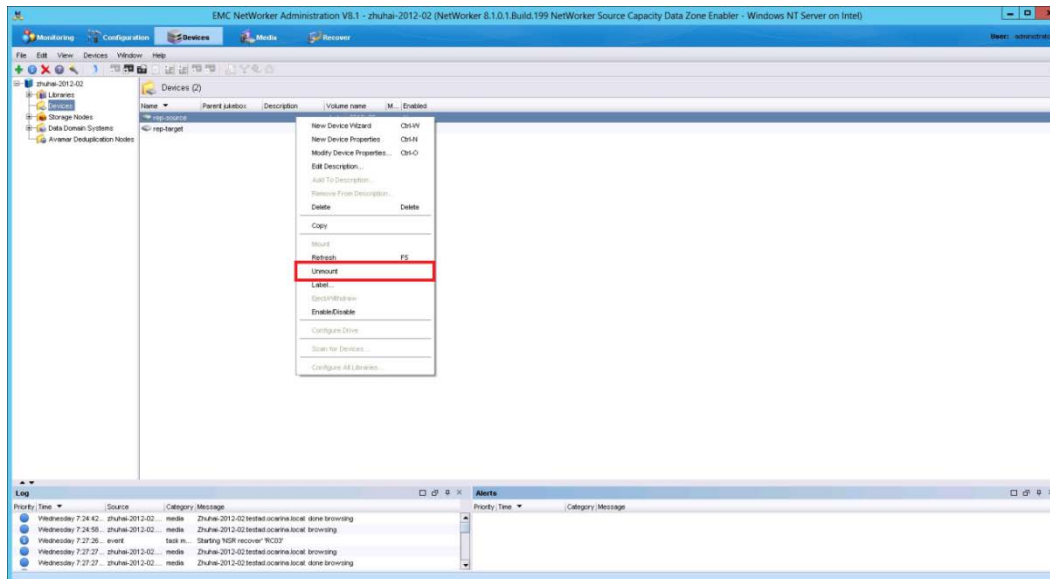 EMC NetWorker Administration V8.1 - zhuhai-2012-02 (NetWorker 8.1.0.1.Build.199 NetWorker Source Capacity Data Zone Enabler - Windows NT Server on Intel)
Monitoring Configuration Devices Media Recover User: administrato
File Edit View Devices Window Help
zhuhai-2012-02
Libraries
Devices
Storage Nodes
Data Domain Systems
Avamar Deduplication Nodes
Devices (2)
Name Parent jukebox Description Volume name M... Enabled
rep-source
rep-target
New Device Wizard Ctrl-W
New Device Properties Ctrl-N
Modify Device Properties... Ctrl-O
Edit Description...
Add To Description...
Remove From Description...
Delete Delete
Copy
Mount
Refresh F5
Unmount
Label...
Eject/Withdraw
Enable/Disable
Configure Drive
Scan for Devices...
Configure All Libraries...
Log
Priority Time Source Category Message
Wednesday 7:24:42... zhuhai-2012-02... media Zhuhai-2012-02.testad.ocarina.local done browsing
Wednesday 7:24:58... zhuhai-2012-02... media Zhuhai-2012-02.testad.ocarina.local browsing
Wednesday 7:27:26... event task m... Starting 'NSR recover' 'RC03'
Wednesday 7:27:27... zhuhai-2012-02... media Zhuhai-2012-02.testad.ocarina.local browsing
Wednesday 7:27:27... zhuhai-2012-02... media Zhuhai-2012-02.testad.ocarina.local done browsing
Alerts
Priority Time Category Message